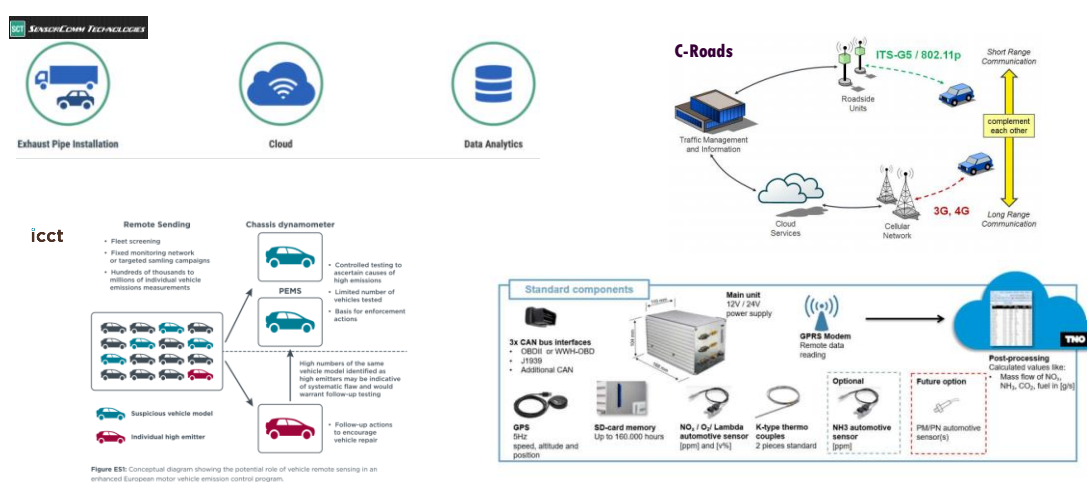 SCT SENSORCOMM TECHNOLOGIES
Exhaust Pipe Installation
Cloud
Data Analytics
C-Roads
ITS-G5 / 802.11p
Short Range
Communication
Roadside
Units
complement
each other
Traffic Management
and Information
3G, 4G
Cloud
Services
Cellular
Network
Long Range
Communication
icct
Remote Sending
• Fleet screening
• Fixed monitoring network
or targeted samling campaigns
• Hundreds of thousands to
millions of individual vehicle
emissions measurements
Chassis dynamometer
• Controlled testing to
ascertain causes of
high emissions
• Limited number of
vehicles tested
• Basis for enforcement
actions
PEMS
High numbers of the same
vehicle model identified as
high emitters may be indicative
of systematic flaw and would
warrant follow-up testing
Suspicious vehicle model
Individual high emitter
• Follow-up actions
to encourage
vehicle repair
Figure ES1: Conceptual diagram showing the potential role of vehicle remote sensing in an
enhanced European motor vehicle emission control program.
Standard components
3x CAN bus interfaces
• OBDII or WWH-OBD
• J1939
• Additional CAN
Main unit
12V / 24V
power supply
GPRS Modem
Remote data
reading
TNO
Post-processing
Calculated values like:
• Mass flow of NOx,
NH3, CO2, fuel in [g/s]
GPS
5Hz
speed, altitude and
position
SD-card memory
Up to 160.000 hours
NOx / O2/ Lambda
automotive sensor
[ppm] and [v%]
K-type thermo
couples
2 pieces standard
Optional
NH3 automotive
sensor
[ppm]
Future option
PM/PN automotive
sensor(s)